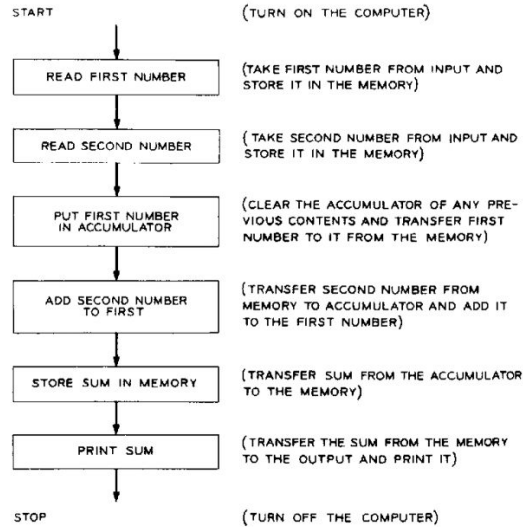 START
(TURN ON THE COMPUTER)
READ FIRST NUMBER
(TAKE FIRST NUMBER FROM INPUT AND
STORE IT IN THE MEMORY)
READ SECOND NUMBER
(TAKE SECOND NUMBER FROM INPUT AND
STORE IT IN THE MEMORY)
PUT FIRST NUMBER
IN ACCUMULATOR
(CLEAR THE ACCUMULATOR OF ANY PRE-
VIOUS CONTENTS AND TRANSFER FIRST
NUMBER TO IT FROM THE MEMORY)
ADD SECOND NUMBER
TO FIRST
(TRANSFER SECOND NUMBER FROM
MEMORY TO ACCUMULATOR AND ADD IT
TO THE FIRST NUMBER)
STORE SUM IN MEMORY
(TRANSFER SUM FROM THE ACCUMULATOR
TO THE MEMORY)
PRINT SUM
(TRANSFER THE SUM FROM THE MEMORY
TO THE OUTPUT AND PRINT IT)
STOP
(TURN OFF THE COMPUTER)